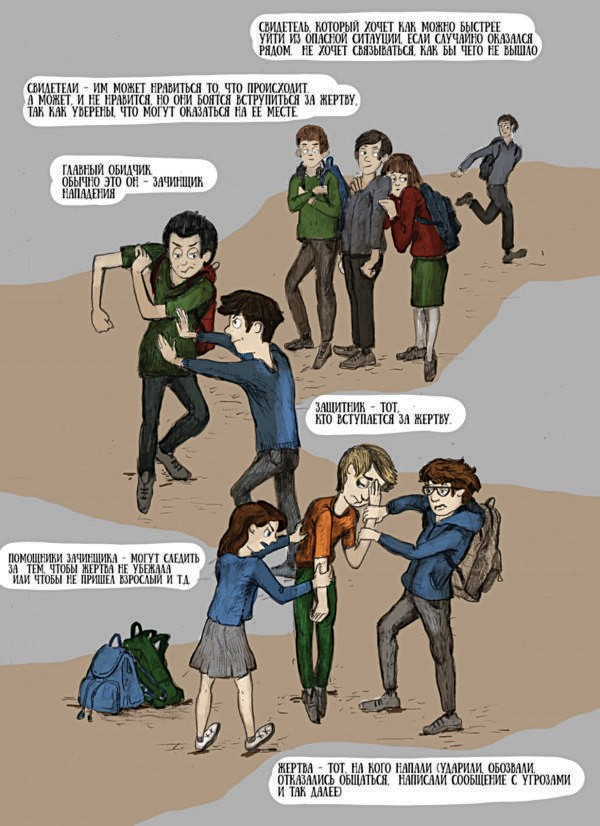 СВИДЕТЕЛЬ, КОТОРЫЙ ХОЧЕТ КАК МОЖНО БЫСТРЕЕ
УЙТИ ИЗ ОПАСНОЙ СИТАУЦИИ, ЕСЛИ СЛУЧАЙНО ОКАЗАЛСЯ
РЯДОМ. НЕ ХОЧЕТ СВЯЗЫВАТЬСЯ, КАК БЫ ЧЕГО НЕ ВЫШЛО
СВИДЕТЕЛИ - ИМ МОЖЕТ НРАВИТЬСЯ ТО, ЧТО ПРОИСХОДИТ,
А МОЖЕТ, И НЕ НРАВИТСЯ, НО ОНИ БОЯТСЯ ВСТУПИТЬСЯ ЗА ЖЕРТВУ,
ТАК КАК УВЕРЕНЫ, ЧТО МОГУТ ОКАЗАТЬСЯ НА ЕЕ МЕСТЕ
ГЛАВНЫЙ ОБИДЧИК.
ОБЫЧНО ЭТО ОН - ЗАЧИНЩИК
НАПАДЕНИЯ
ЗАЩИТНИК - ТОТ,
КТО ВСТУПАЕТСЯ ЗА ЖЕРТВУ.
ПОМОЩНИКИ ЗАЧИНЩИКА - МОГУТ СЛЕДИТЬ
ЗА ТЕМ, ЧТОБЫ ЖЕРТВА НЕ УБЕЖАЛА
ИЛИ ЧТОБЫ НЕ ПРИШЕЛ ВЗРОСЛЫЙ И Т.Д.
ЖЕРТВА - ТОТ, НА КОГО НАПАЛИ (УДАРИЛИ, ОБОЗВАЛИ,
ОТКАЗАЛИСЬ ОБЩАТЬСЯ, НАПИСАЛИ СООБЩЕНИЕ С УГРОЗАМИ
И ТАК ДАЛЕЕ)